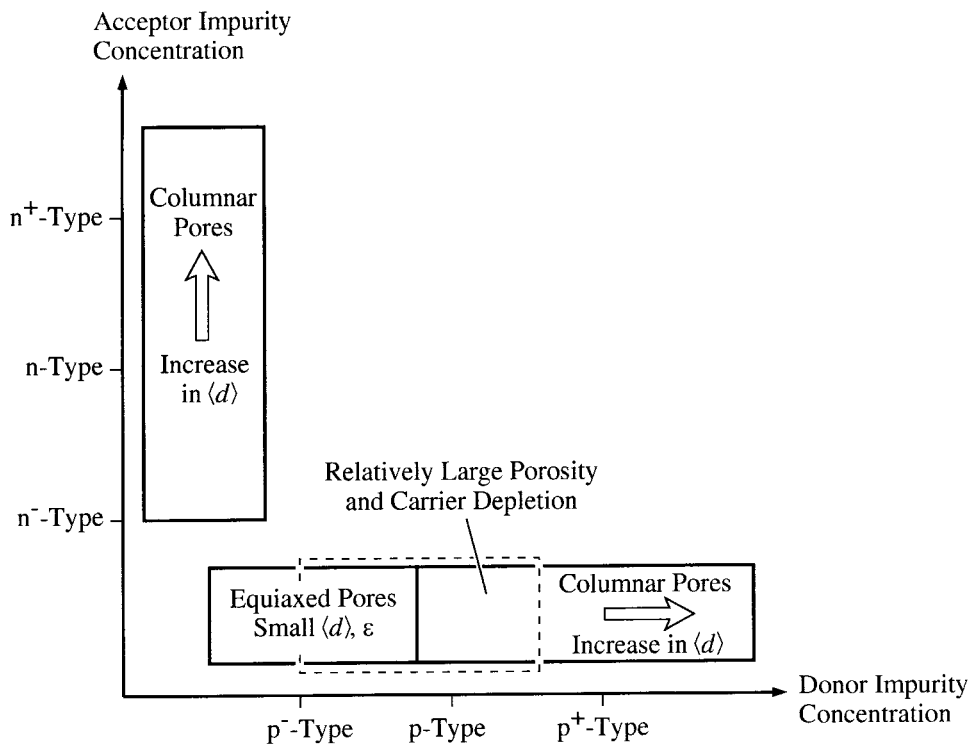 Acceptor Impurity
Concentration
n⁺-Type
n-Type
n⁻-Type
Columnar
Pores
Increase
in ⟨d⟩
Relatively Large Porosity
and Carrier Depletion
Equiaxed Pores
Small ⟨d⟩, ε
Columnar Pores
Increase in ⟨d⟩
p⁻-Type
p-Type
p⁺-Type
Donor Impurity
Concentration